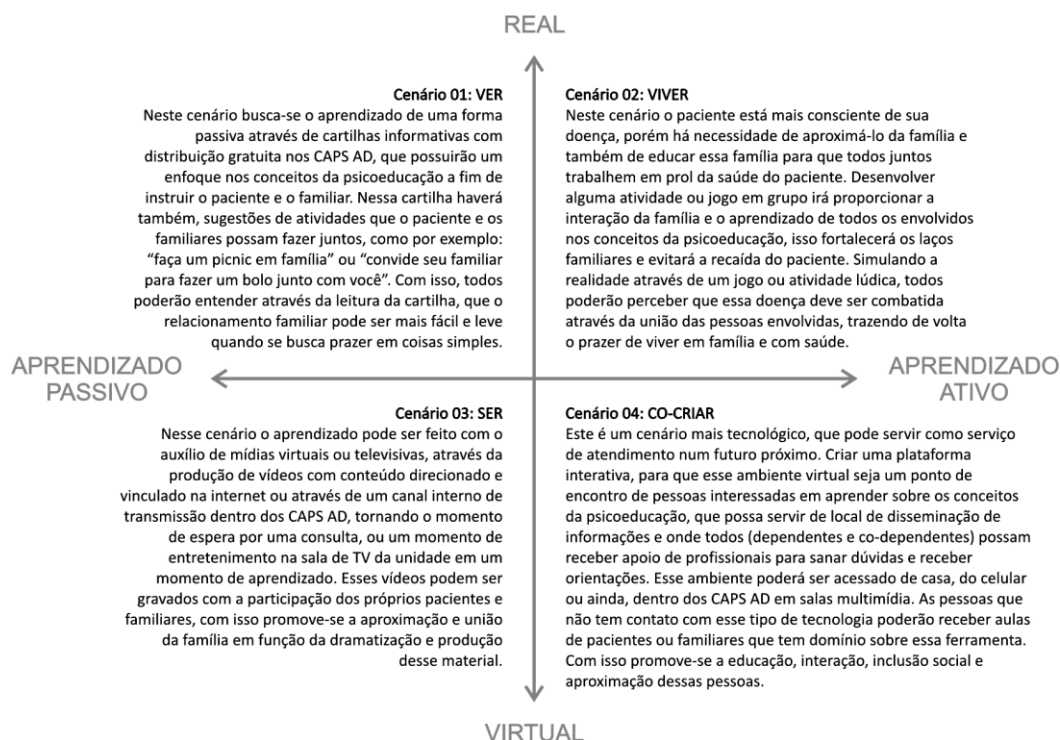 REAL
Cenário 01: VER
Neste cenário busca-se o aprendizado de uma forma
passiva através de cartilhas informativas com
distribuição gratuita nos CAPS AD, que possuirão um
enfoque nos conceitos da psicoeducação a fim de
instruir o paciente e o familiar. Nessa cartilha haverá
também, sugestões de atividades que o paciente e os
familiares possam fazer juntos, como por exemplo:
“faça um picnic em família” ou “convide seu familiar
para fazer um bolo junto com você”. Com isso, todos
poderão entender através da leitura da cartilha, que o
relacionamento familiar pode ser mais fácil e leve
quando se busca prazer em coisas simples.
Cenário 02: VIVER
Neste cenário o paciente está mais consciente de sua
doença, porém há necessidade de aproximá-lo da família e
também de educar essa família para que todos juntos
trabalhem em prol da saúde do paciente. Desenvolver
alguma atividade ou jogo em grupo irá proporcionar a
interação da família e o aprendizado de todos os envolvidos
nos conceitos da psicoeducação, isso fortalecerá os laços
familiares e evitará a recaída do paciente. Simulando a
realidade através de um jogo ou atividade lúdica, todos
poderão perceber que essa doença deve ser combatida
através da união das pessoas envolvidas, trazendo de volta
o prazer de viver em família e com saúde.
APRENDIZADO
PASSIVO
APRENDIZADO
ATIVO
Cenário 03: SER
Nesse cenário o aprendizado pode ser feito com o
auxílio de mídias virtuais ou televisivas, através da
produção de vídeos com conteúdo direcionado e
vinculado na internet ou através de um canal interno de
transmissão dentro dos CAPS AD, tornando o momento
de espera por uma consulta, ou um momento de
entretenimento na sala de TV da unidade em um
momento de aprendizado. Esses vídeos podem ser
gravados com a participação dos próprios pacientes e
familiares, com isso promove-se a aproximação e união
da família em função da dramatização e produção
desse material.
Cenário 04: CO-CRIAR
Este é um cenário mais tecnológico, que pode servir como serviço
de atendimento num futuro próximo. Criar uma plataforma
interativa, para que esse ambiente virtual seja um ponto de
encontro de pessoas interessadas em aprender sobre os conceitos
da psicoeducação, que possa servir de local de disseminação de
informações e onde todos (dependentes e co-dependentes) possam
receber apoio de profissionais para sanar dúvidas e receber
orientações. Esse ambiente poderá ser acessado de casa, do celular
ou ainda, dentro dos CAPS AD em salas multimídia. As pessoas que
não tem contato com esse tipo de tecnologia poderão receber aulas
de pacientes ou familiares que tem domínio sobre essa ferramenta.
Com isso promove-se a educação, interação, inclusão social e
aproximação dessas pessoas.
VIRTUAL